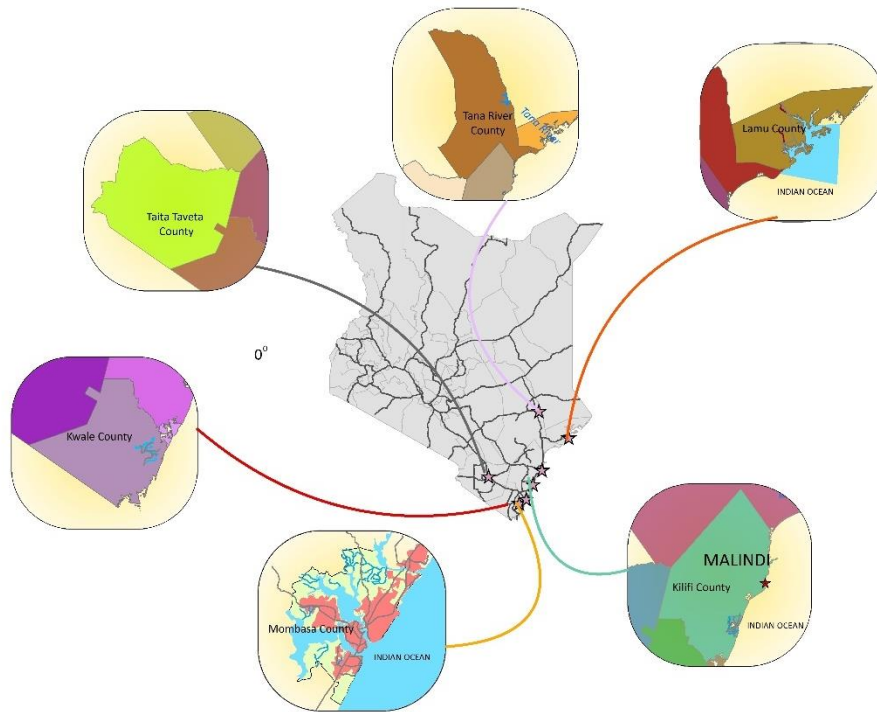 Tana River
County
Tana River
Lamu County
INDIAN OCEAN
Taita Taveta
County
0°
Kwale County
MALINDI
Kilifi County
INDIAN OCEAN
Mombasa County
INDIAN OCEAN